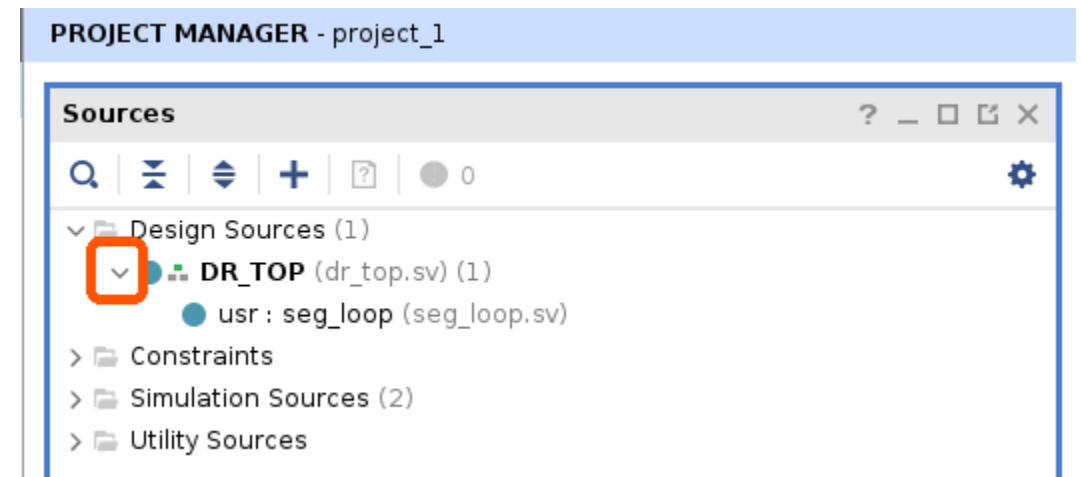 PROJECT MANAGER - project_1
Sources
? 
0
Design Sources (1)
DR_TOP (dr_top.sv) (1)
usr : seg_loop (seg_loop.sv)
Constraints
Simulation Sources (2)
Utility Sources